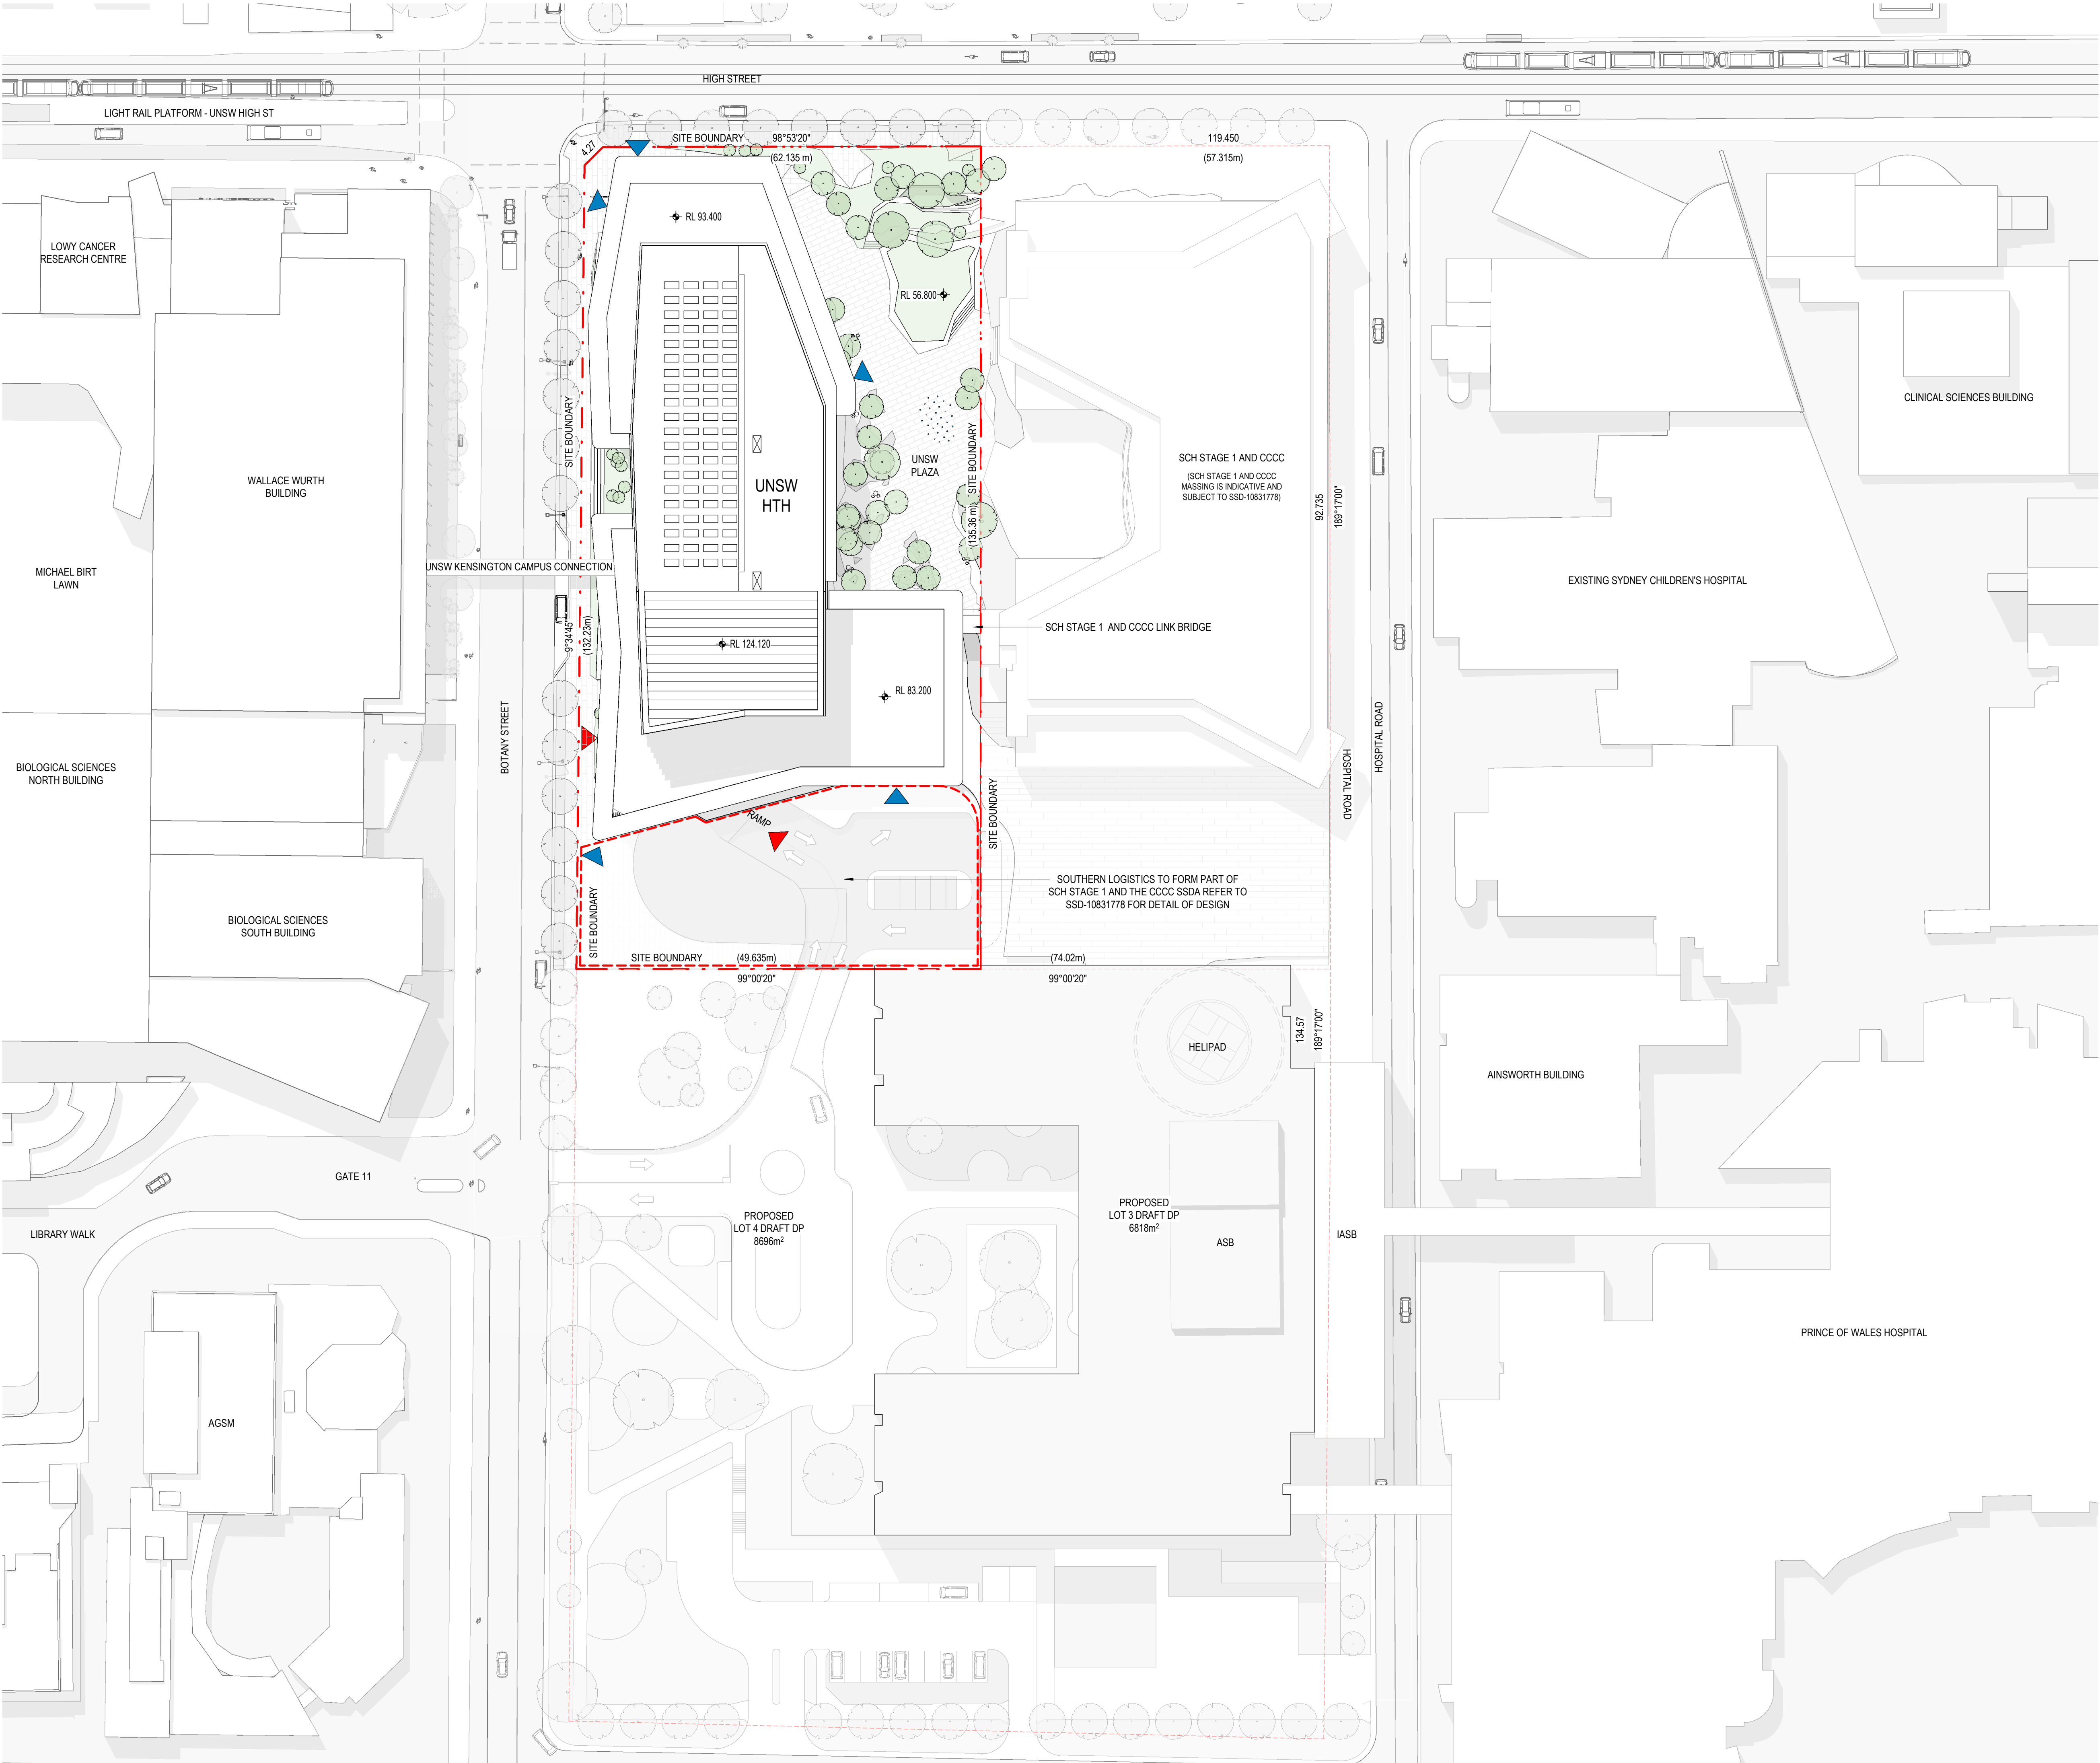 HIGH STREET
LIGHT RAIL PLATFORM - UNSW HIGH ST
SITE BOUNDARY
98°53'20"
(62.135 m)
4.27
119.450
(57.315m)
RL 93.400
LOWY CANCER
RESEARCH CENTRE
RL 56.800
CLINICAL SCIENCES BUILDING
SITE BOUNDARY
SITE BOUNDARY
(135.36 m)
UNSW
PLAZA
SCH STAGE 1 AND CCCC
(SCH STAGE 1 AND CCCC
MASSING IS INDICATIVE AND
SUBJECT TO SSD-10831778)
WALLACE WURTH
BUILDING
UNSW
HTH
92.735
189°17'00"
UNSW KENSINGTON CAMPUS CONNECTION
MICHAEL BIRT
LAWN
EXISTING SYDNEY CHILDREN'S HOSPITAL
9°34'45"
(132.23m)
SCH STAGE 1 AND CCCC LINK BRIDGE
RL 124.120
RL 83.200
BOTANY STREET
HOSPITAL ROAD
HOSPITAL ROAD
BIOLOGICAL SCIENCES
NORTH BUILDING
SITE BOUNDARY
RAMP
SOUTHERN LOGISTICS TO FORM PART OF
SCH STAGE 1 AND THE CCCC SSDA REFER TO
SSD-10831778 FOR DETAIL OF DESIGN
BIOLOGICAL SCIENCES
SOUTH BUILDING
SITE BOUNDARY
SITE BOUNDARY
(49.635m)
(74.02m)
99°00'20"
99°00'20"
134.57
189°17'00"
HELIPAD
AINSWORTH BUILDING
GATE 11
LIBRARY WALK
PROPOSED
LOT 4 DRAFT DP
8696m²
PROPOSED
LOT 3 DRAFT DP
6818m²
ASB
IASB
PRINCE OF WALES HOSPITAL
AGSM